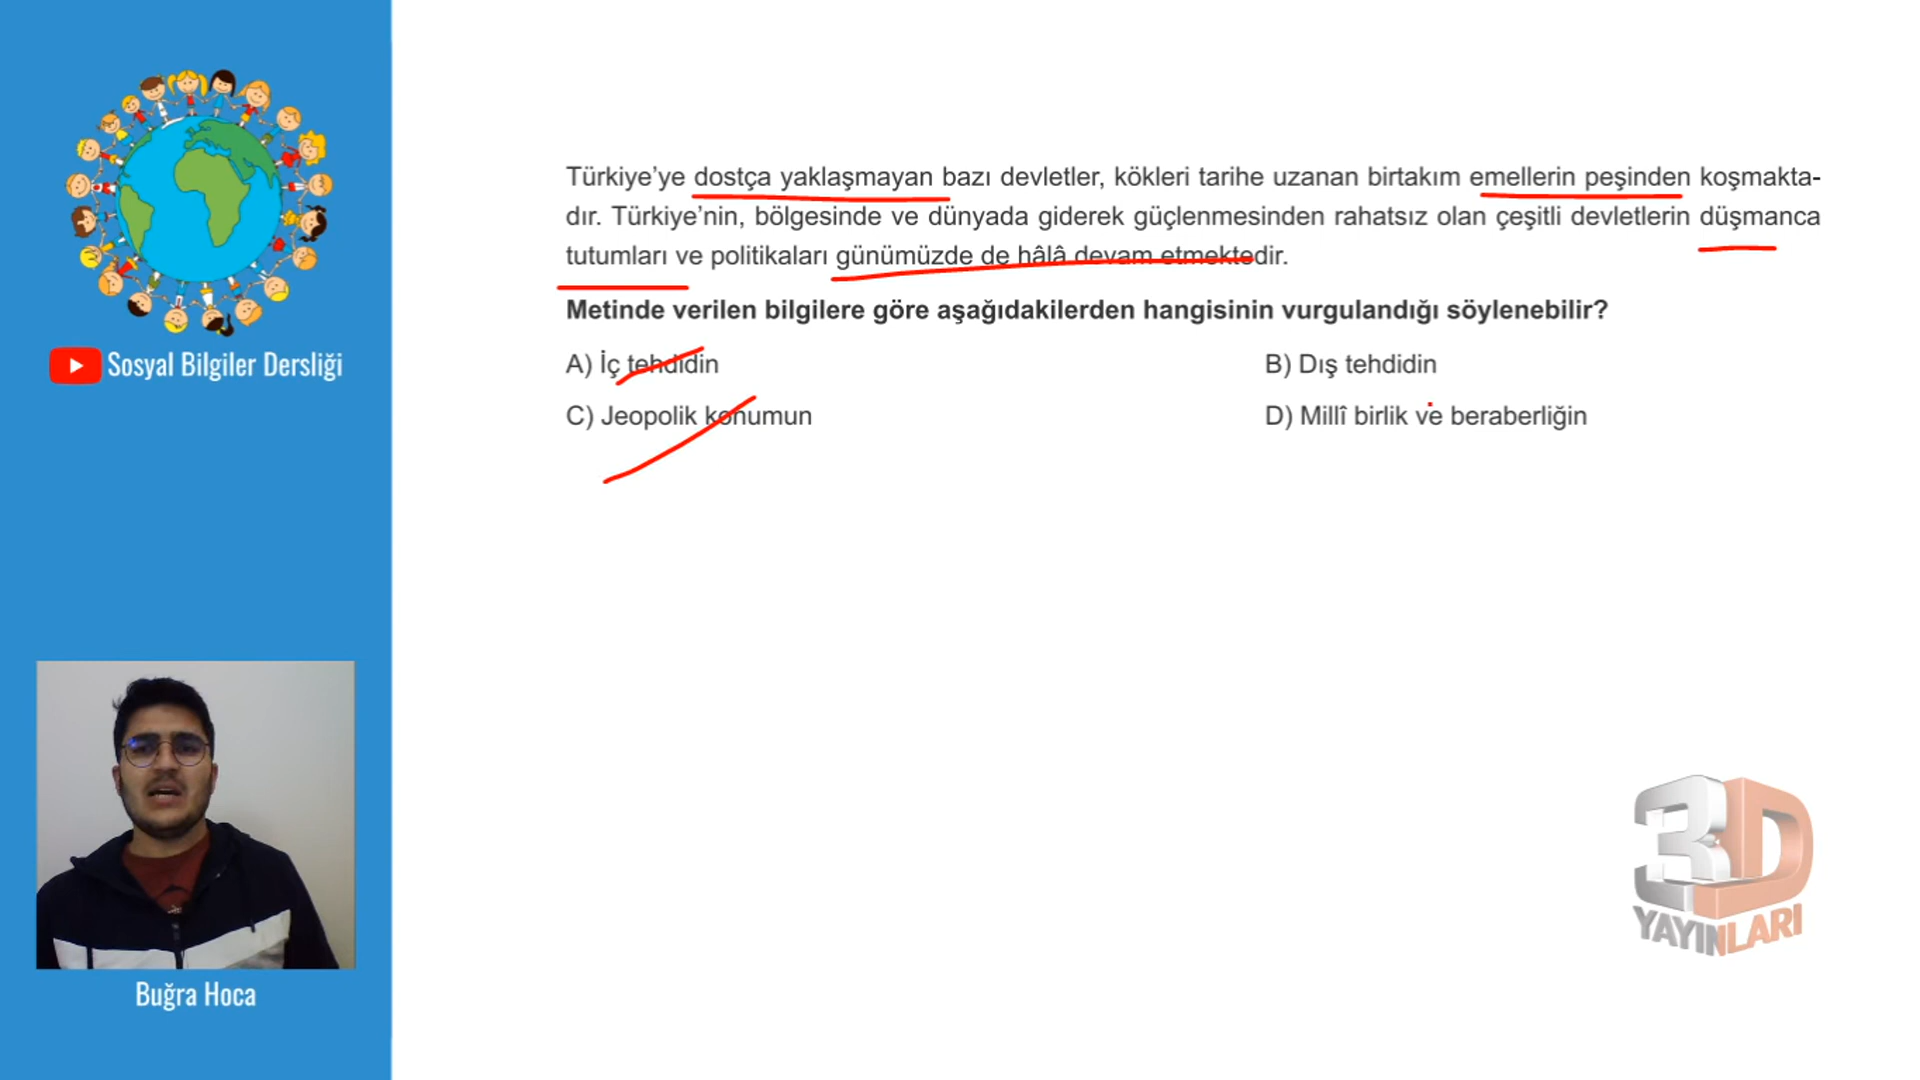 Türkiye'ye dostça yaklaşmayan bazı devletler, kökleri tarihe uzanan birtakım emellerin peşinden koşmakta-
dır. Türkiye'nin, bölgesinde ve dünyada giderek güçlenmesinden rahatsız olan çeşitli devletlerin düşmanca
tutumları ve politikaları günümüzde de hâlâ devam etmektedir.
Metinde verilen bilgilere göre aşağıdakilerden hangisinin vurgulandığı söylenebilir?
A) İç tehdidin
B) Dış tehdidin
C) Jeopolik konumun
D) Millî birlik ve beraberliğin
Sosyal Bilgiler Dersliği
Buğra Hoca
3D
YAYINLARI